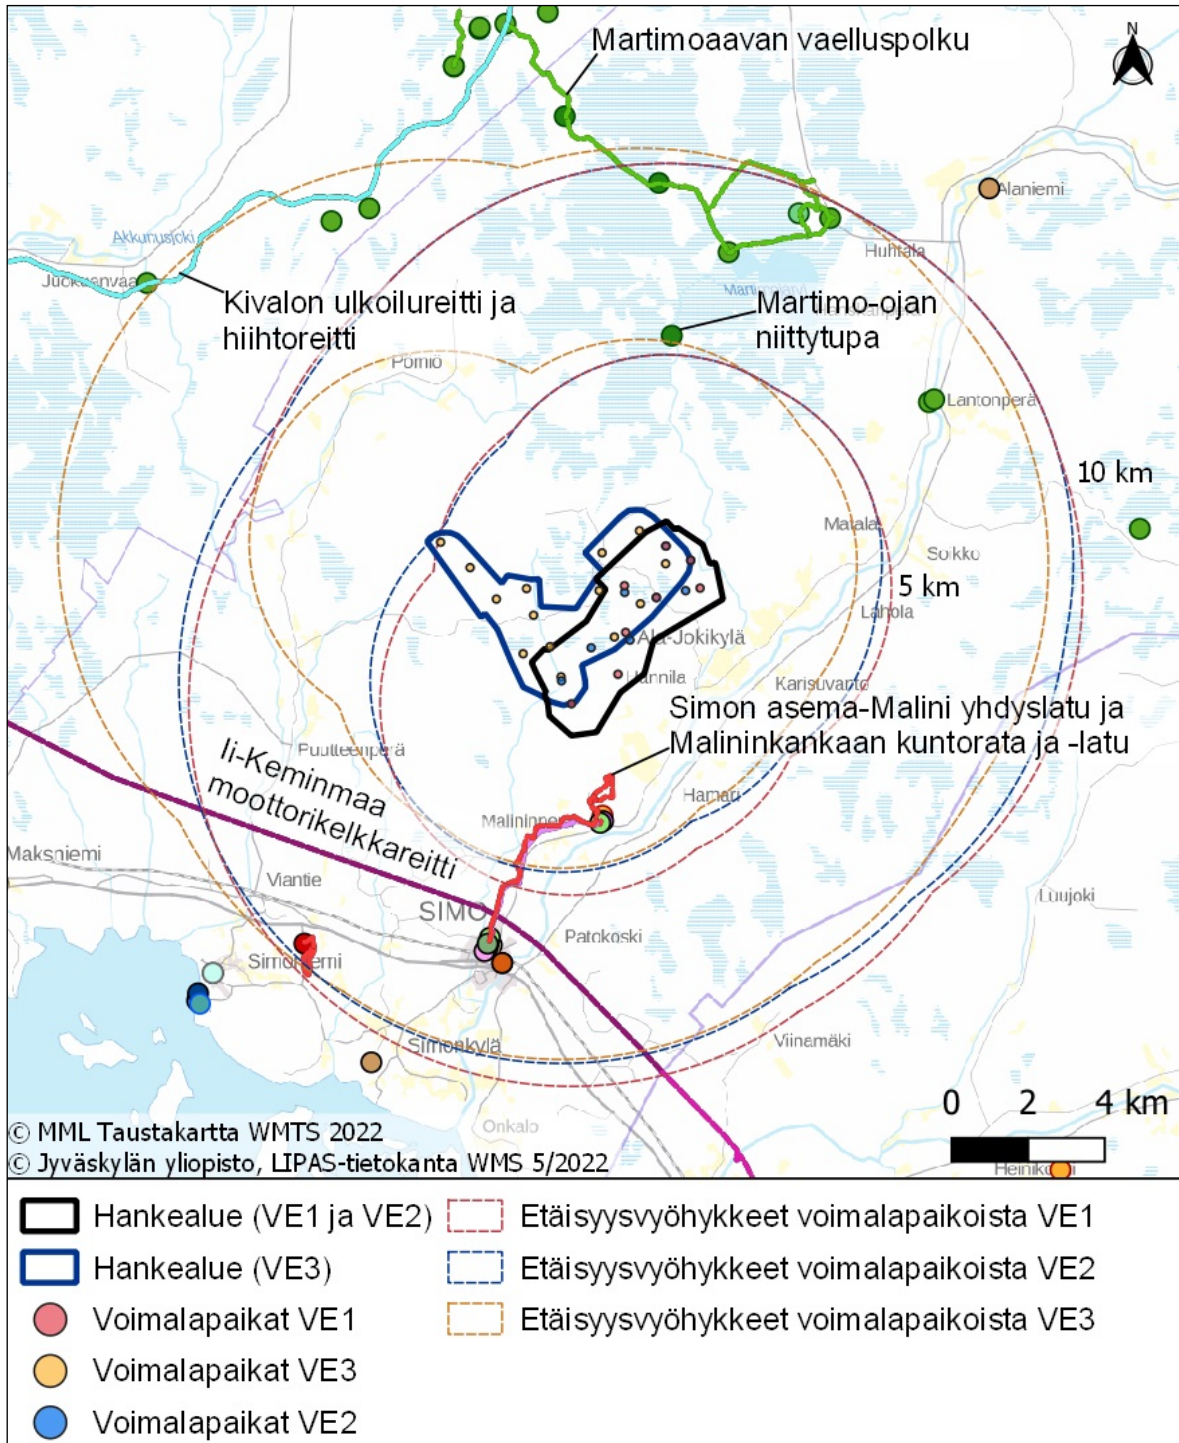 N
Martimoaavan vaelluspolku
Alaniemi
Akkunusjoki
Huhtala
Kivalon ulkoilureitti ja
hiihtoreitti
Martimo-ojan
niittytupa
Pörniö
Lantonperä
10 km
Matala
Soikko
5 km
Lahola
Ala-Jokikylä
Hannila
Karisuvanto
Simon asema-Malini yhdyslatu ja
Malininkankaan kuntorata ja -latu
Puutteenperä
Ii-Keminmaa
moottorikelkkareitti
Hamari
Maksniemi
Viantie
SIMO
Luujoki
Patokoski
Simonkylä
Viinamäki
Onkalo
0 2 4 km
© MML Taustakartta WMTS 2022
© Jyväskylän yliopisto, LIPAS-tietokanta WMS 5/2022
Hankealue (VE1 ja VE2)
Hankealue (VE3)
Voimalapaikat VE1
Voimalapaikat VE3
Voimalapaikat VE2
Etäisyysvyöhykkeet voimalapaikoista VE1
Etäisyysvyöhykkeet voimalapaikoista VE2
Etäisyysvyöhykkeet voimalapaikoista VE3